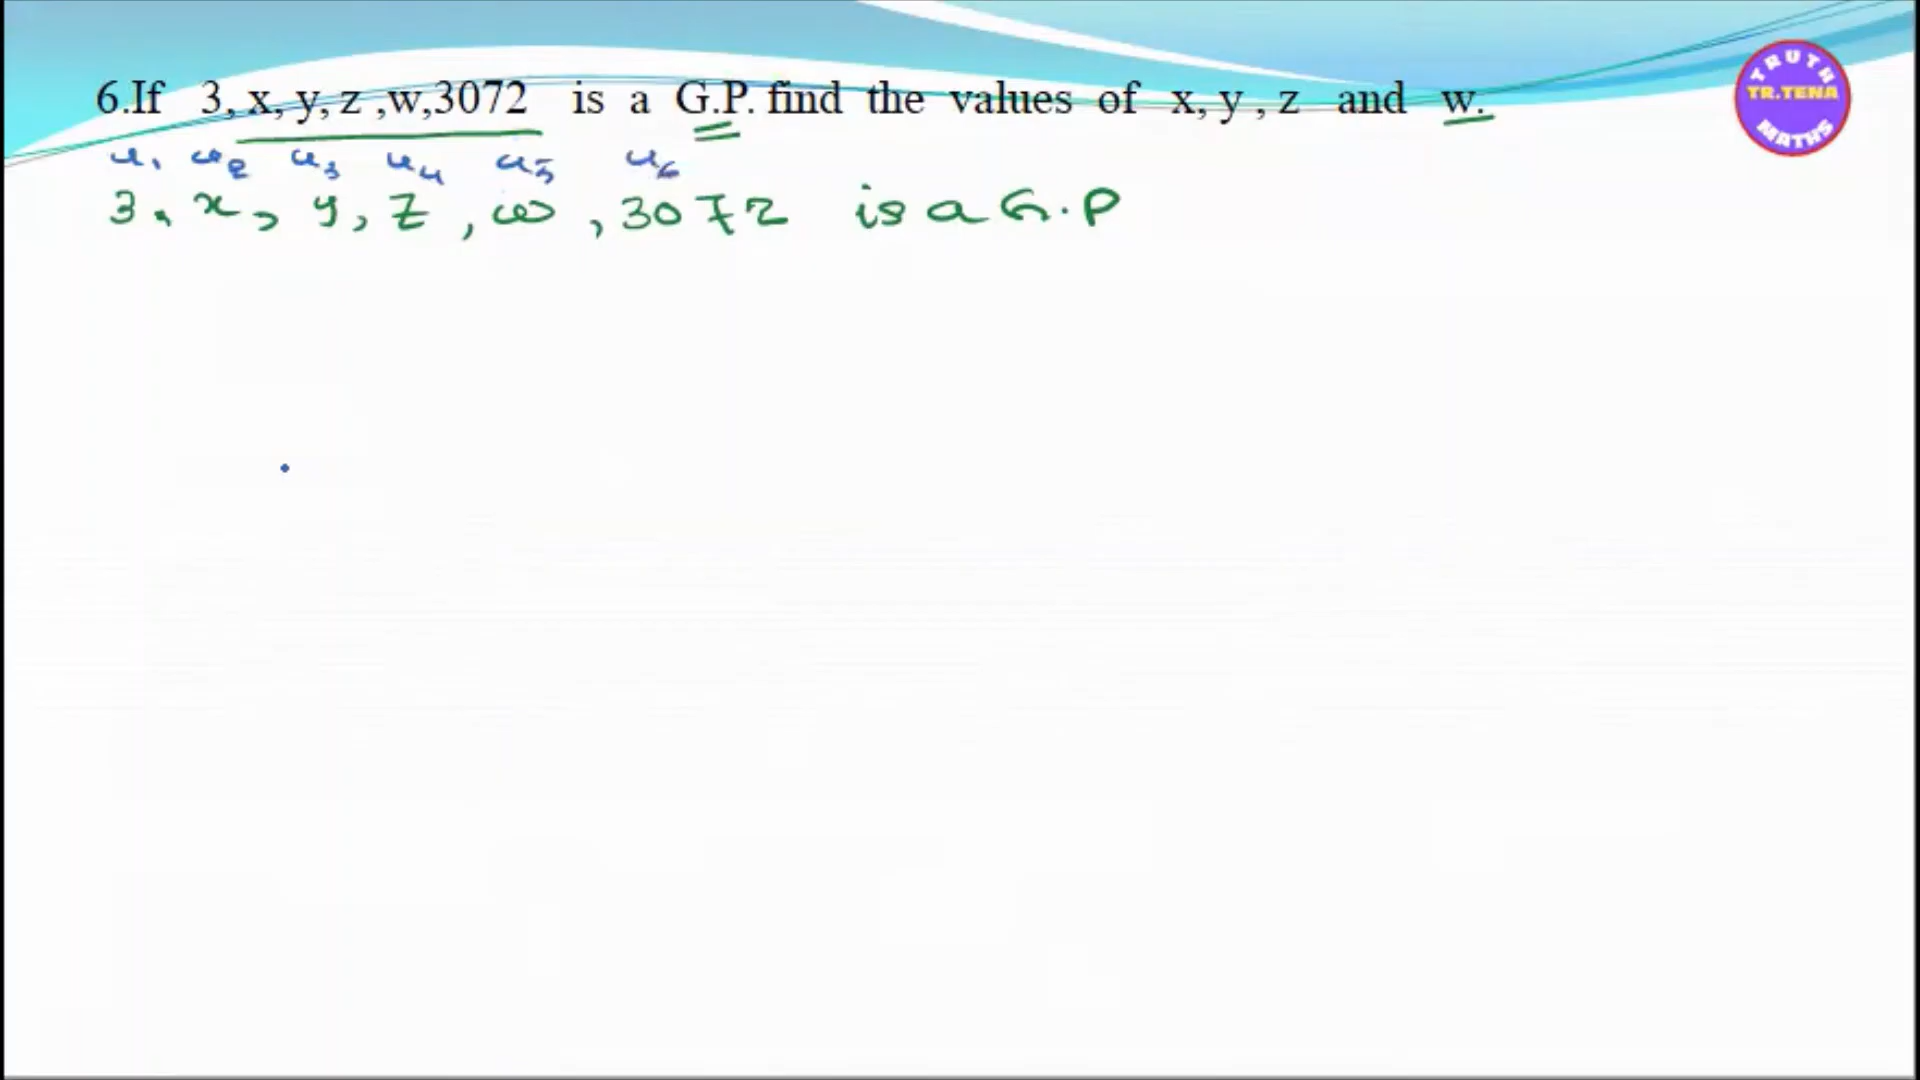 6.If 3, x, y, z ,w,3072 is a G.P. find the values of x, y , z and w.
TRUTH
TR.TENA
MATHS
u₁ u₂ u₃ u₄ u₅ u₆
3, x, y, z, w, 3072 is a G.P